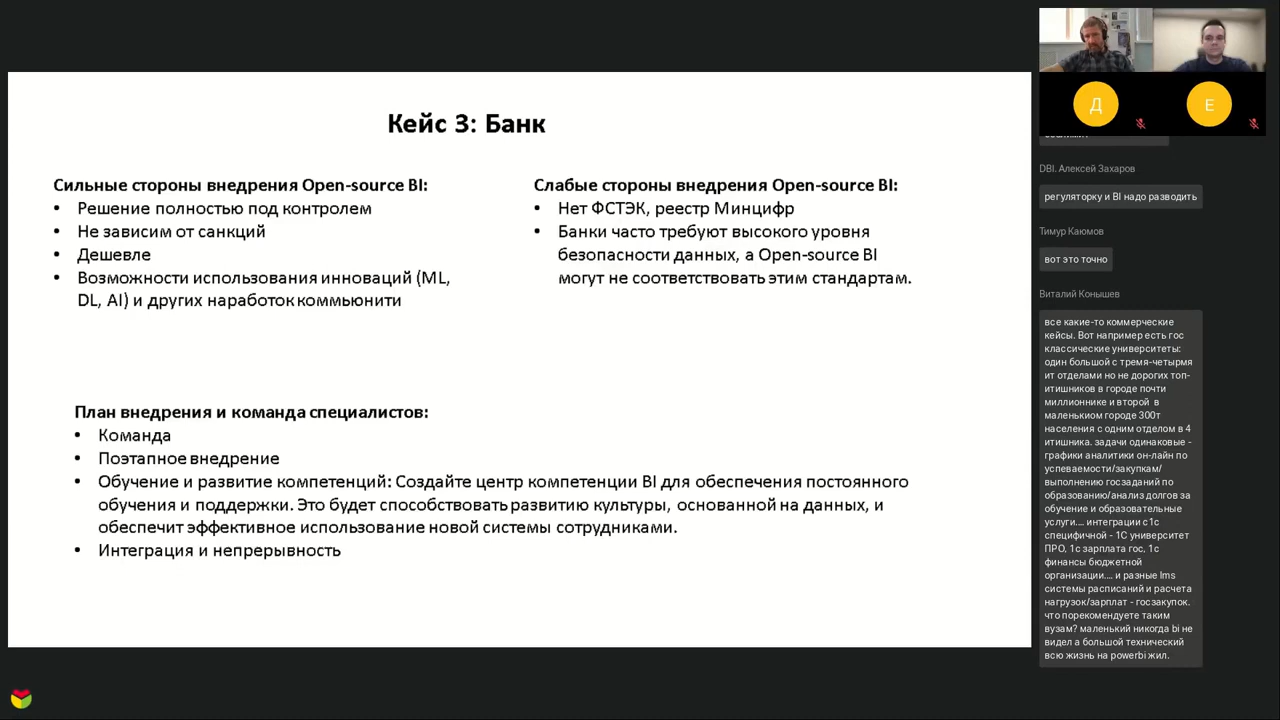 Кейс 3: Банк
Сильные стороны внедрения Open-source BI:
• Решение полностью под контролем
• Не зависим от санкций
• Дешевле
• Возможности использования инноваций (ML,
DL, AI) и других наработок коммьюнити
Слабые стороны внедрения Open-source BI:
• Нет ФСТЭК, реестр Минцифр
• Банки часто требуют высокого уровня
безопасности данных, а Open-source BI
могут не соответствовать этим стандартам.
План внедрения и команда специалистов:
• Команда
• Поэтапное внедрение
• Обучение и развитие компетенций: Создайте центр компетенции BI для обеспечения постоянного
обучения и поддержки. Это будет способствовать развитию культуры, основанной на данных, и
обеспечит эффективное использование новой системы сотрудниками.
• Интеграция и непрерывность
Д
Е
DBI. Алексей Захаров
регуляторку и BI надо разводить
Тимур Каюмов
вот это точно
Виталий Конышев
все какие-то коммерческие
кейсы. Вот например есть гос
классические университеты:
один большой с тремя-четырмя
ит отделами но не дорогих топ-
итишников в городе почти
миллионнике и второй в
маленькиом городе 300т
населения с одним отделом в 4
итишника. задачи одинаковые -
графики аналитики он-лайн по
успеваемости/закупкам/
выполнению госзаданий по
образованию/анализ долгов за
обучение и образовательные
услуги.... интеграции с1с
специфичной - 1С университет
ПРО, 1с зарплата гос, 1с
финансы бюджетной
организации.... и разные lms
системы расписаний и расчета
нагрузок/зарплат - госзакупок.
что порекомендуете таким
вузам? маленький никогда bi не
видел а большой технический
всю жизнь на powerbi жил.